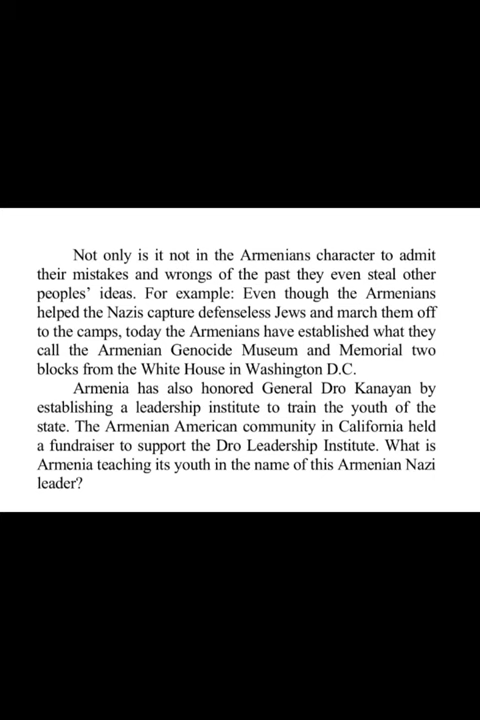 Not only is it not in the Armenians character to admit
their mistakes and wrongs of the past they even steal other
peoples' ideas. For example: Even though the Armenians
helped the Nazis capture defenseless Jews and march them off
to the camps, today the Armenians have established what they
call the Armenian Genocide Museum and Memorial two
blocks from the White House in Washington D.C.
Armenia has also honored General Dro Kanayan by
establishing a leadership institute to train the youth of the
state. The Armenian American community in California held
a fundraiser to support the Dro Leadership Institute. What is
Armenia teaching its youth in the name of this Armenian Nazi
leader?